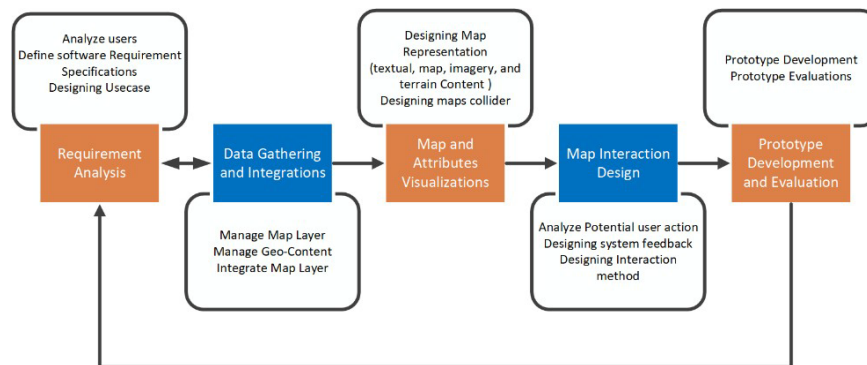 Analyze users
Define software Requirement
Specifications
Designing Usecase
Designing Map
Representation
(textual, map, imagery, and
terrain Content )
Designing maps collider
Prototype Development
Prototype Evaluations
Requirement
Analysis
Data Gathering
and Integrations
Map and
Attributes
Visualizations
Map Interaction
Design
Prototype
Development
and Evaluation
Manage Map Layer
Manage Geo-Content
Integrate Map Layer
Analyze Potential user action
Designing system feedback
Designing Interaction
method